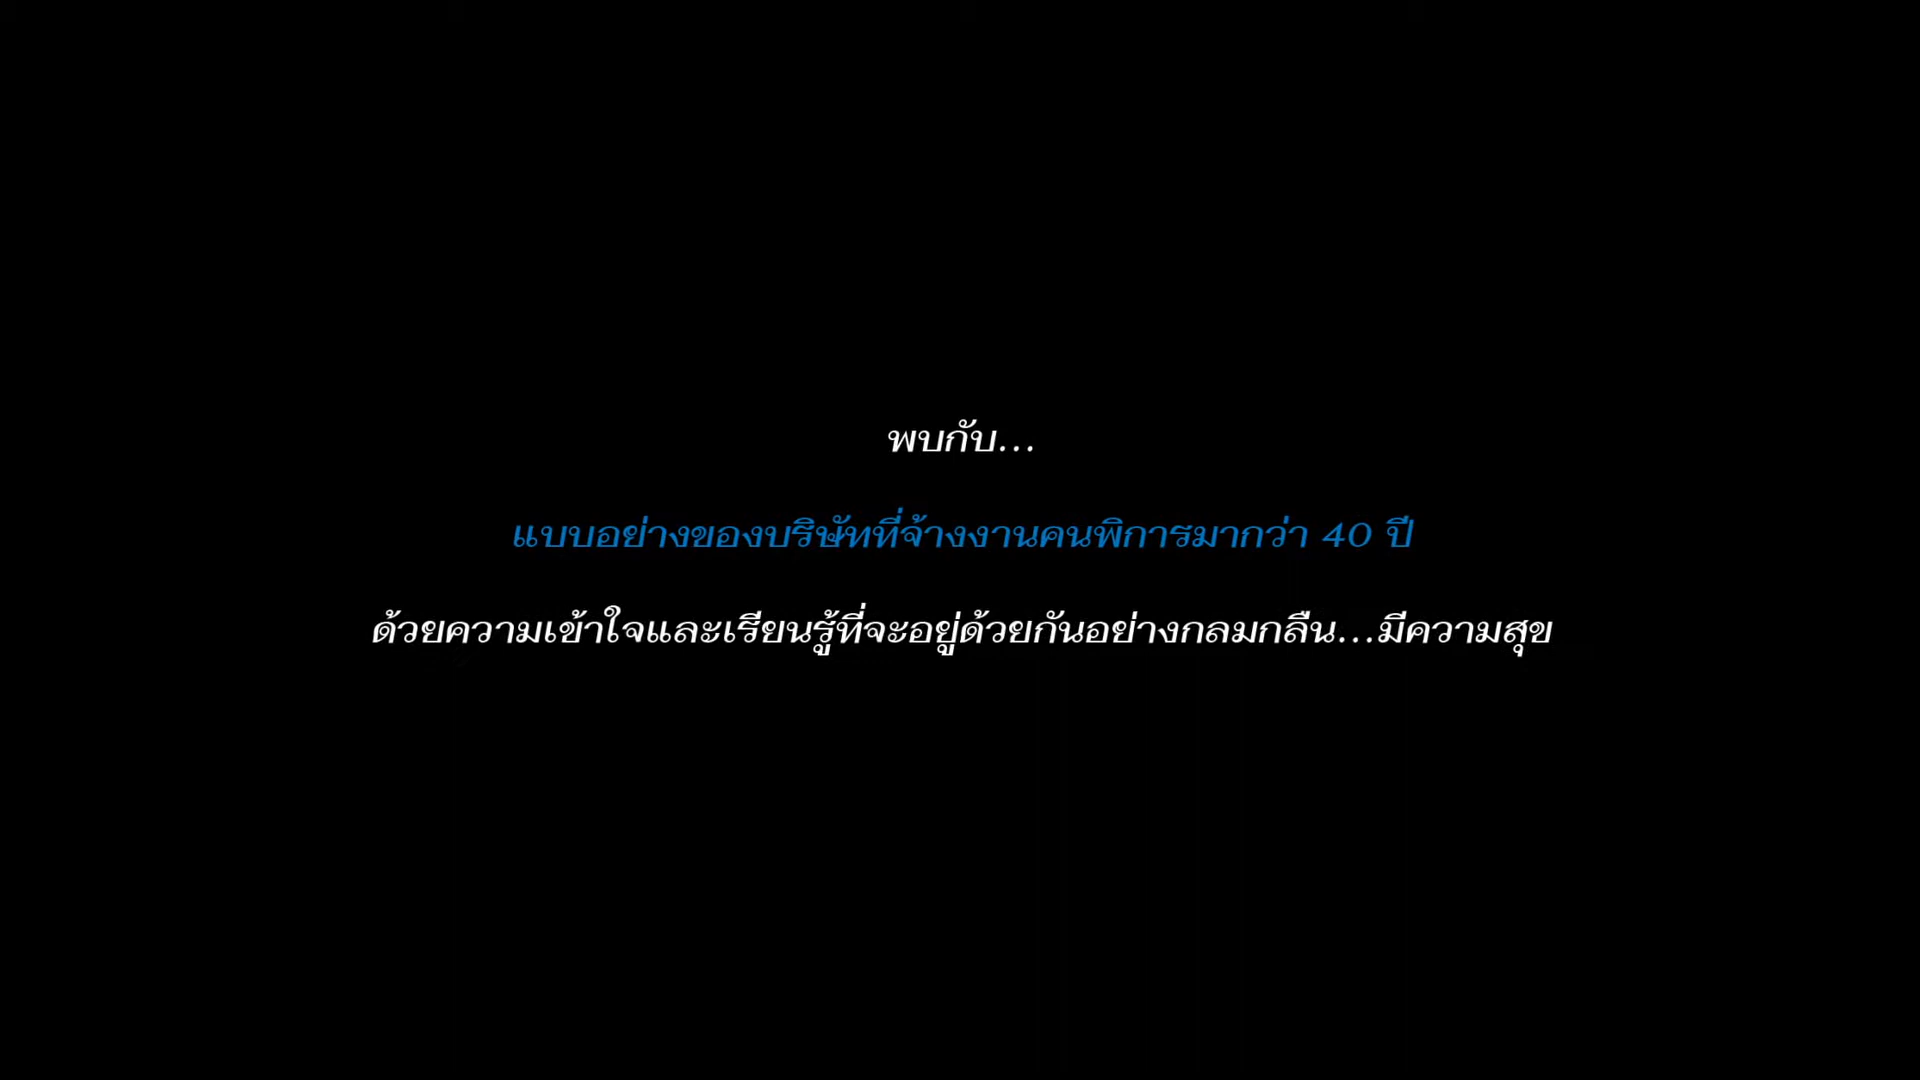 พบกับ...
แบบอย่างของบริษัทที่จ้างงานคนพิการมากว่า 40 ปี
ด้วยความเข้าใจและเรียนรู้ที่จะอยู่ด้วยกันอย่างกลมกลืน...มีความสุข